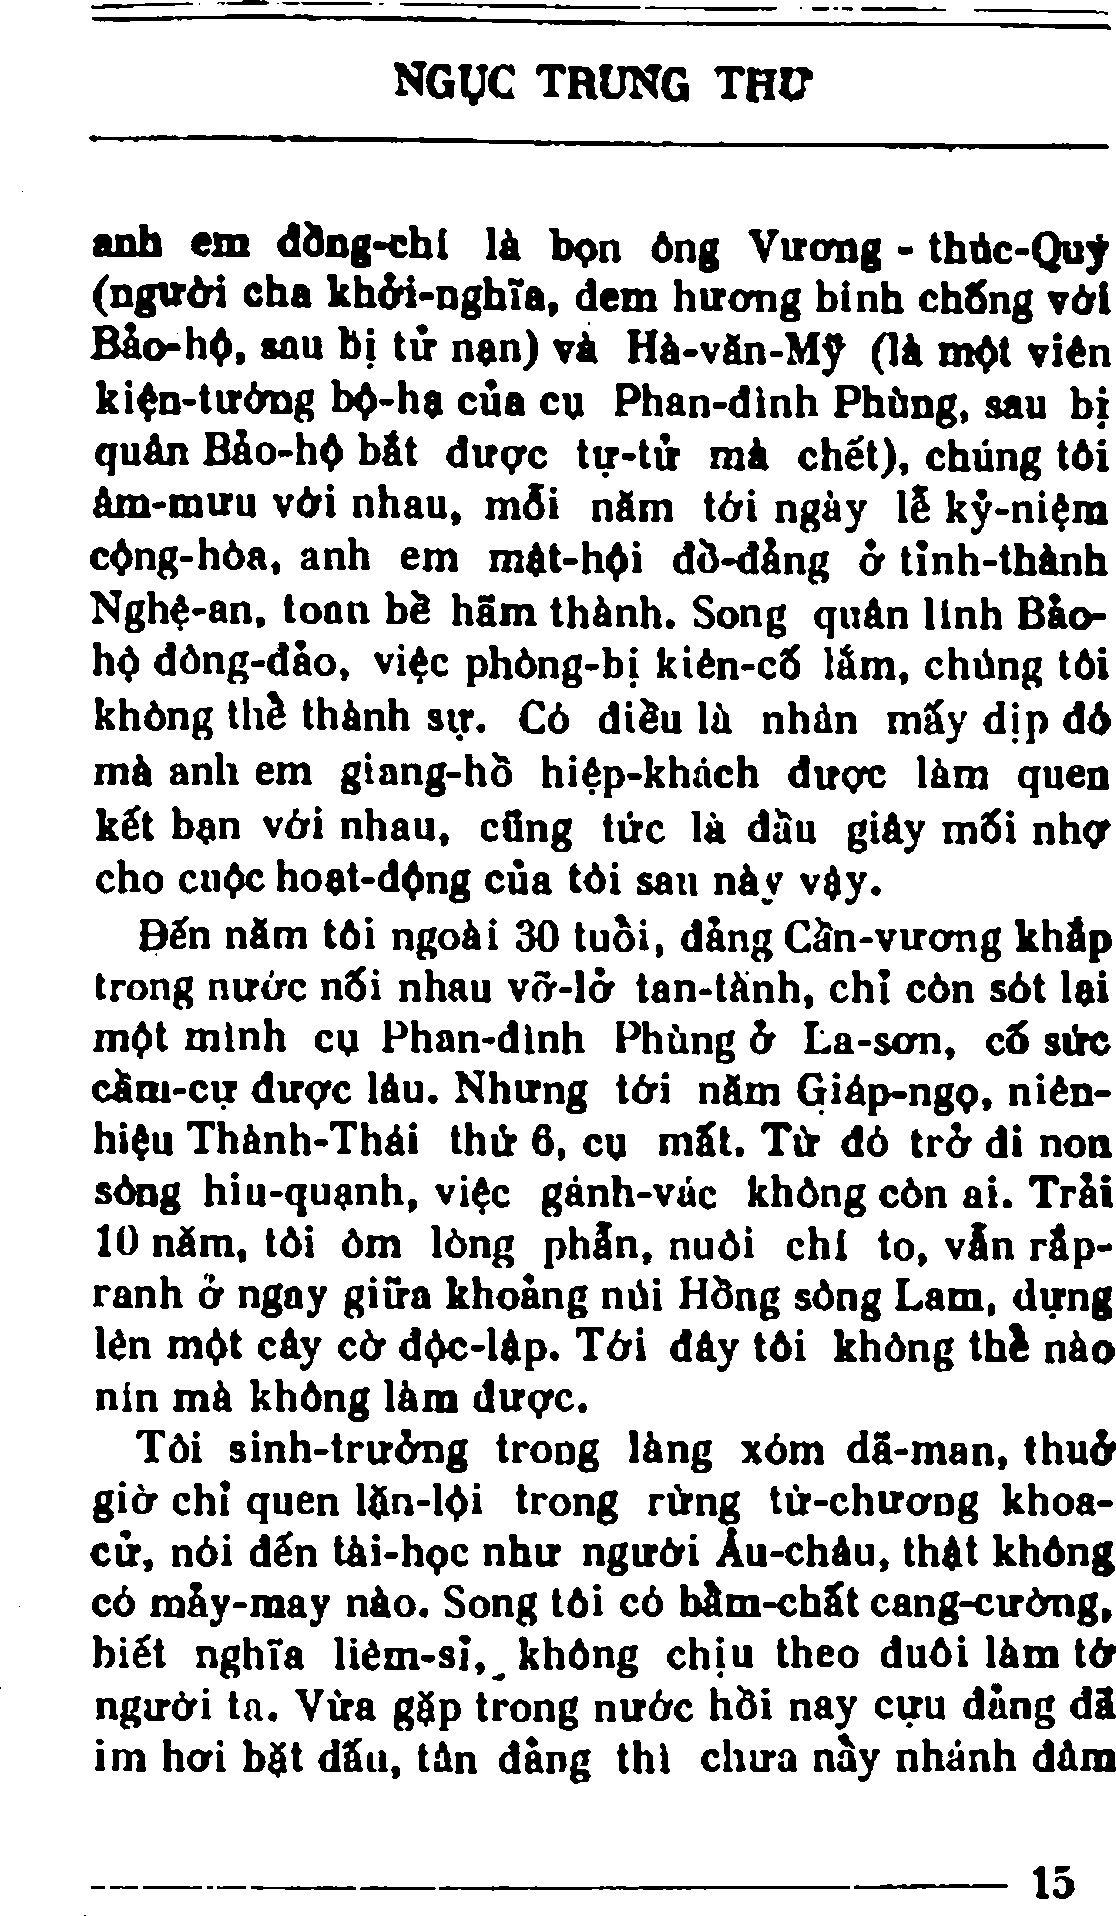 NGỤC TRUNG THƯ
anh em đồng-chí là bọn ông Vương - thúc-Quý
(người cha khởi-nghĩa, đem hương binh chống với
Bảo-hộ, sau bị tử nạn) và Hà-văn-Mỹ (là một viên
kiện-tướng bộ-hạ của cụ Phan-đình Phùng, sau bị
quân Bảo-hộ bắt được tự-tử mà chết), chúng tôi
âm-mưu với nhau, mỗi năm tới ngày lễ kỷ-niệm
cộng-hòa, anh em mật-hội đồ-đảng ở tỉnh-thành
Nghệ-an, toan bề hãm thành. Song quân lính Bảo-
hộ đông-đảo, việc phòng-bị kiên-cố lắm, chúng tôi
không thể thành sự. Có điều là nhân mấy dịp đó
mà anh em giang-hồ hiệp-khách được làm quen
kết bạn với nhau, cũng tức là đầu giây mối nhợ
cho cuộc hoạt-động của tôi sau này vậy.
Đến năm tôi ngoài 30 tuổi, đảng Cần-vương khắp
trong nước nối nhau vỡ-lở tan-tành, chỉ còn sót lại
một mình cụ Phan-đình Phùng ở La-sơn, cố sức
cầm-cự được lâu. Nhưng tới năm Giáp-ngọ, niên-
hiệu Thành-Thái thứ 6, cụ mất. Từ đó trở đi non
sông hiu-quạnh, việc gánh-vác không còn ai. Trải
10 năm, tôi ôm lòng phẫn, nuôi chí to, vẫn rắp-
ranh ở ngay giữa khoảng núi Hồng sông Lam, dựng
lên một cây cờ độc-lập. Tới đây tôi không thể nào
nín mà không làm được.
Tôi sinh-trưởng trong làng xóm dã-man, thuở
giờ chỉ quen lặn-lội trong rừng từ-chương khoa-
cử, nói đến tài-học như người Âu-châu, thật không
có mảy-may nào. Song tôi có bẩm-chất cang-cường,
biết nghĩa liêm-sỉ, không chịu theo đuôi làm tớ
người ta. Vừa gặp trong nước hồi nay cựu đảng đã
im hơi bặt dấu, tân đảng thì chưa nẩy nhánh đâm
15